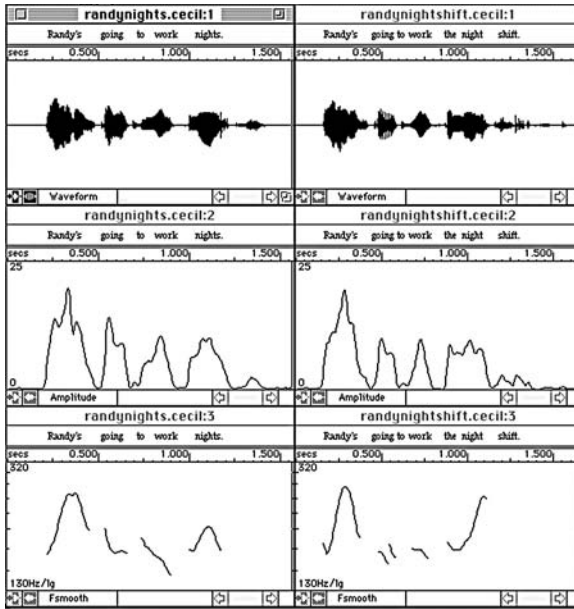 randynights.cecil:1
Randy's going to work nights.
secs 0.500 1.000 1.500
Waveform
randynightshift.cecil:1
Randy's going to work the night shift.
secs 0.500 1.000 1.500
Waveform
randynights.cecil:2
Randy's going to work nights.
secs 0.500 1.000 1.500
25
0
Amplitude
randynightshift.cecil:2
Randy's going to work the night shift.
secs 0.500 1.000 1.500
25
0
Amplitude
randynights.cecil:3
Randy's going to work nights.
secs 0.500 1.000 1.500
320
130Hz/lg
Fsmooth
randynightshift.cecil:3
Randy's going to work the night shift.
secs 0.500 1.000 1.500
320
130Hz/lg
Fsmooth